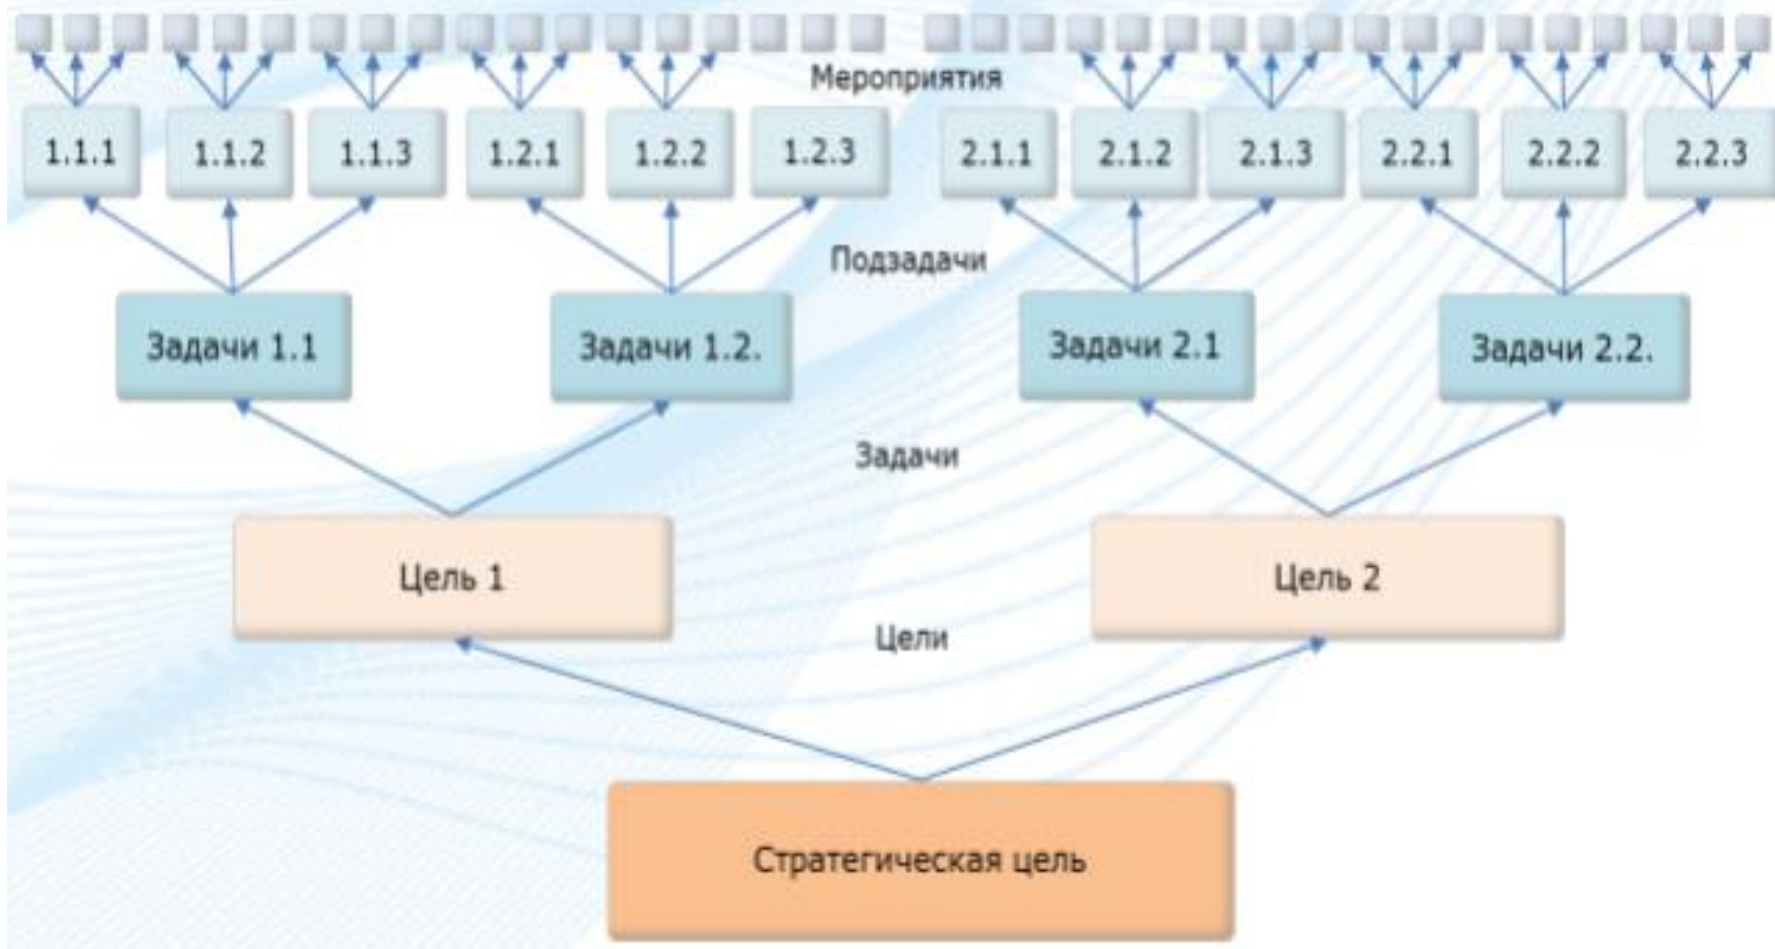 Мероприятия
1.1.1 1.1.2 1.1.3 1.2.1 1.2.2 1.2.3 2.1.1 2.1.2 2.1.3 2.2.1 2.2.2 2.2.3
Подзадачи
Задачи 1.1 Задачи 1.2. Задачи 2.1 Задачи 2.2.
Задачи
Цель 1 Цель 2
Цели
Стратегическая цель